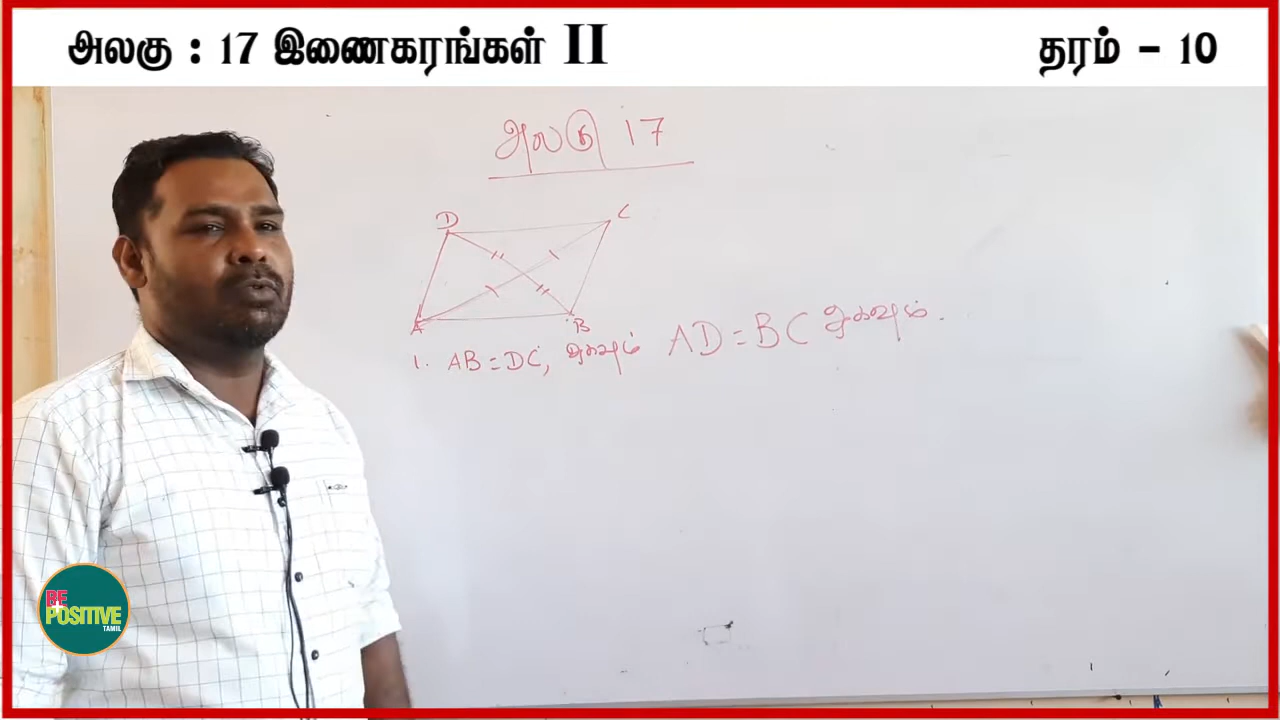 அலகு : 17 இணைகரங்கள் II
தரம் - 10
அலகு 17
D
C
A
B
1. AB = DC, ஆகவும் AD = BC ஆகவும்.
BE
POSITIVE
TAMIL